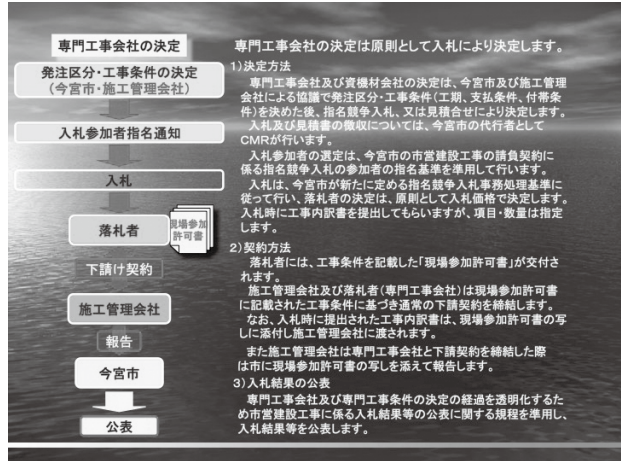 専門工事会社の決定
発注区分・工事条件の決定
(今宮市・施工管理会社)
入札参加者指名通知
入札
落札者
現場参加
許可書
下請け契約
施工管理会社
報告
今宮市
公表
専門工事会社の決定は原則として入札により決定します。
1)決定方法
専門工事会社及び資機材会社の決定は、今宮市及び施工管理
会社による協議で発注区分・工事条件(工期、支払条件、付帯条
件)を決めた後、指名競争入札、又は見積合せにより決定します。
入札及び見積書の徴収については、今宮市の代行者として
CMRが行います。
入札参加者の選定は、今宮市の市営建設工事の請負契約に
係る指名競争入札の参加者の指名基準を準用して行います。
入札は、今宮市が新たに定める指名競争入札事務処理基準に
従って行い、落札者の決定は、原則として入札価格で決定します。
入札時に工事内訳書を提出してもらいますが、項目・数量は指定
します。
2)契約方法
落札者には、工事条件を記載した「現場参加許可書」が交付さ
れます。
施工管理会社及び落札者(専門工事会社)は現場参加許可書
に記載された工事条件に基づき通常の下請契約を締結します。
なお、入札時に提出された工事内訳書は、現場参加許可書の写
しに添付し施工管理会社に渡されます。
また施工管理会社は専門工事会社と下請契約を締結した際
は市に現場参加許可書の写しを添えて報告します。
3)入札結果の公表
専門工事会社及び専門工事条件の決定の経過を透明化するた
め市営建設工事に係る入札結果等の公表に関する規程を準用し、
入札結果等を公表します。